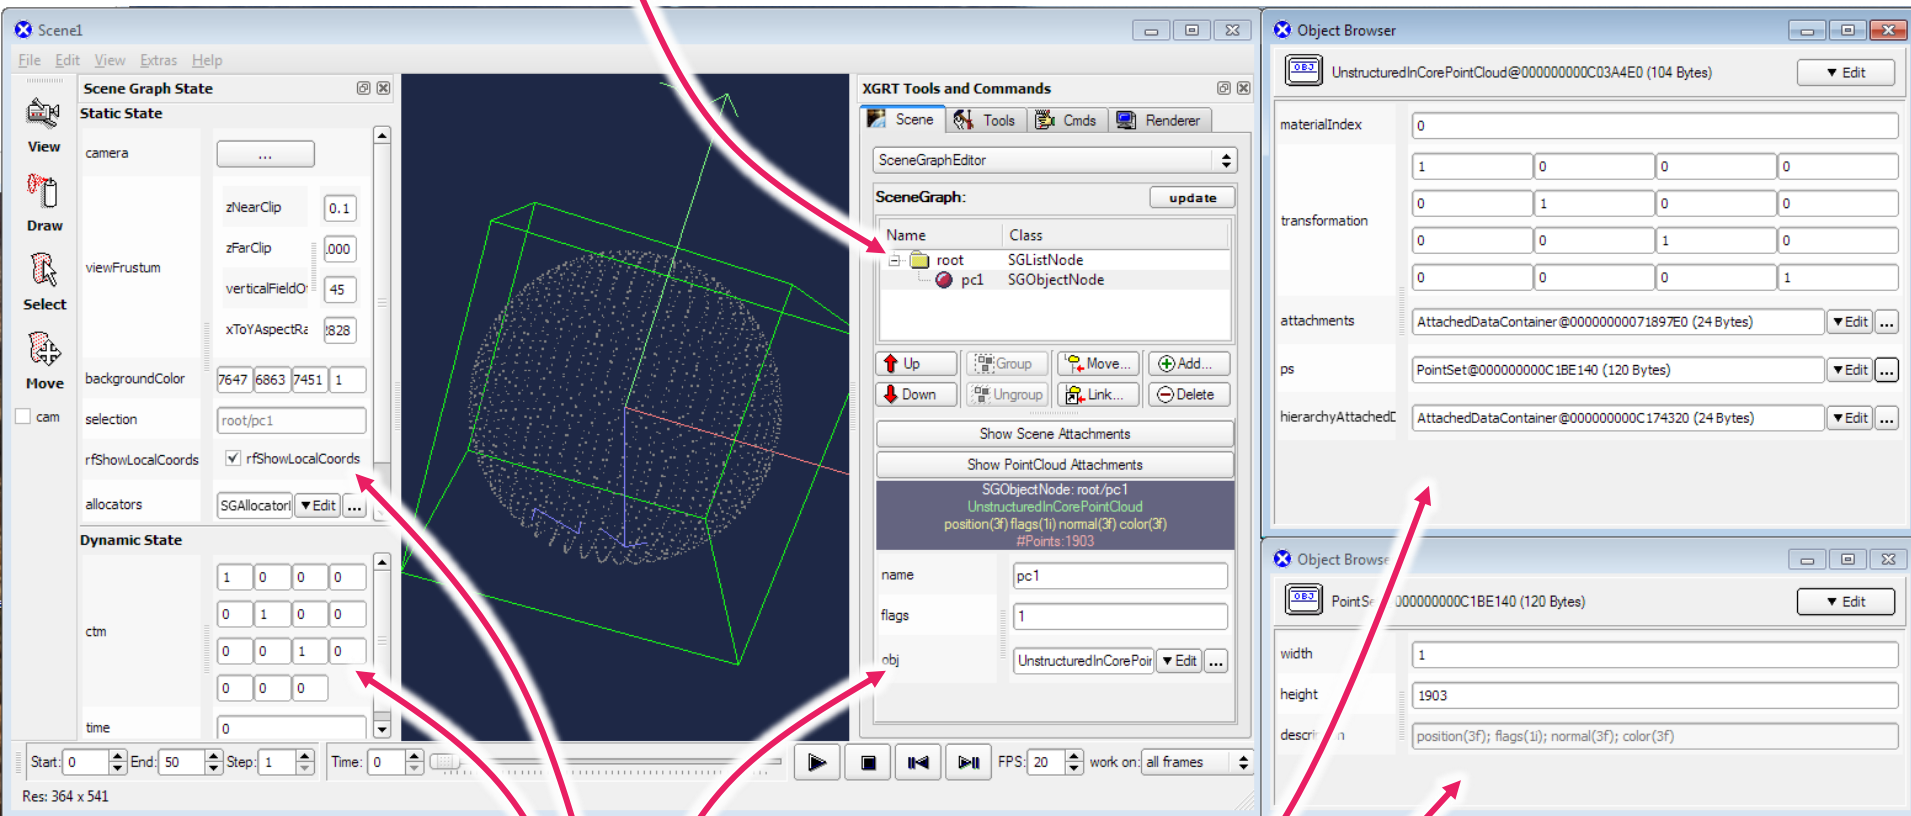 Scene1
File Edit View Extras Help
View
Draw
Select
Move
cam
Scene Graph State
Static State
camera
...
viewFrustum
zNearClip
0.1
zFarClip
.000
verticalFieldO
45
xToYAspectRa
!828
backgroundColor
7647 6863 7451 1
selection
root/pc1
rfShowLocalCoords
rfShowLocalCoords
allocators
SGAllocatorI Edit ...
Dynamic State
ctm
1 0 0 0
0 1 0 0
0 0 1 0
0 0 0
time
0
XGRT Tools and Commands
Scene Tools Cmds Renderer
SceneGraphEditor
SceneGraph:
update
Name Class
root SGListNode
pc1 SGObjectNode
Up Group Move... Add...
Down Ungroup Link... Delete
Show Scene Attachments
Show PointCloud Attachments
SGObjectNode: root/pc1
UnstructuredInCorePointCloud
position(3f) flags(1i) normal(3f) color(3f)
#Points:1903
name
pc1
flags
1
obj
UnstructuredInCorePoir Edit ...
Start: 0 End: 50 Step: 1 Time: 0 FPS: 20 work on: all frames
Res: 364 x 541
Object Browser
OBJ
UnstructuredInCorePointCloud@000000000C03A4E0 (104 Bytes)
Edit
materialIndex
0
transformation
1 0 0 0
0 1 0 0
0 0 1 0
0 0 0 1
attachments
AttachedDataContainer@00000000071897E0 (24 Bytes) Edit ...
ps
PointSet@000000000C1BE140 (120 Bytes) Edit ...
hierarchyAttachedD
AttachedDataContainer@000000000C174320 (24 Bytes) Edit ...
Object Browse
OBJ
PointSe 000000000C1BE140 (120 Bytes)
Edit
width
1
height
1903
descri n
position(3f); flags(1i); normal(3f); color(3f)